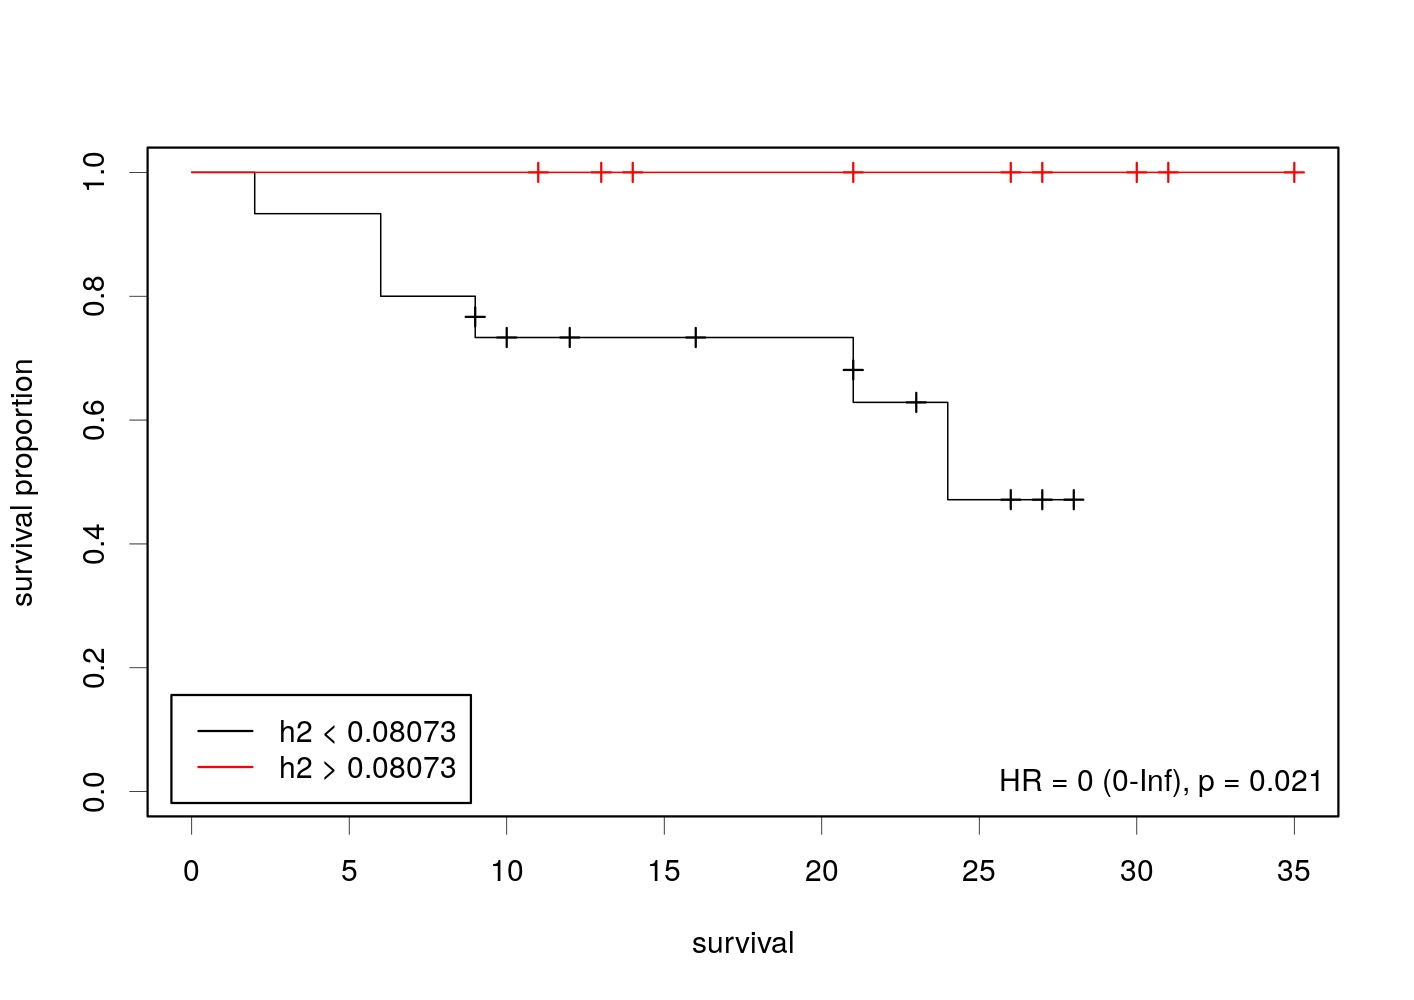 survival proportion
1.0
0.8
0.6
0.4
0.2
0.0
h2 < 0.08073
h2 > 0.08073
HR = 0 (0-Inf), p = 0.021
0 5 10 15 20 25 30 35
survival